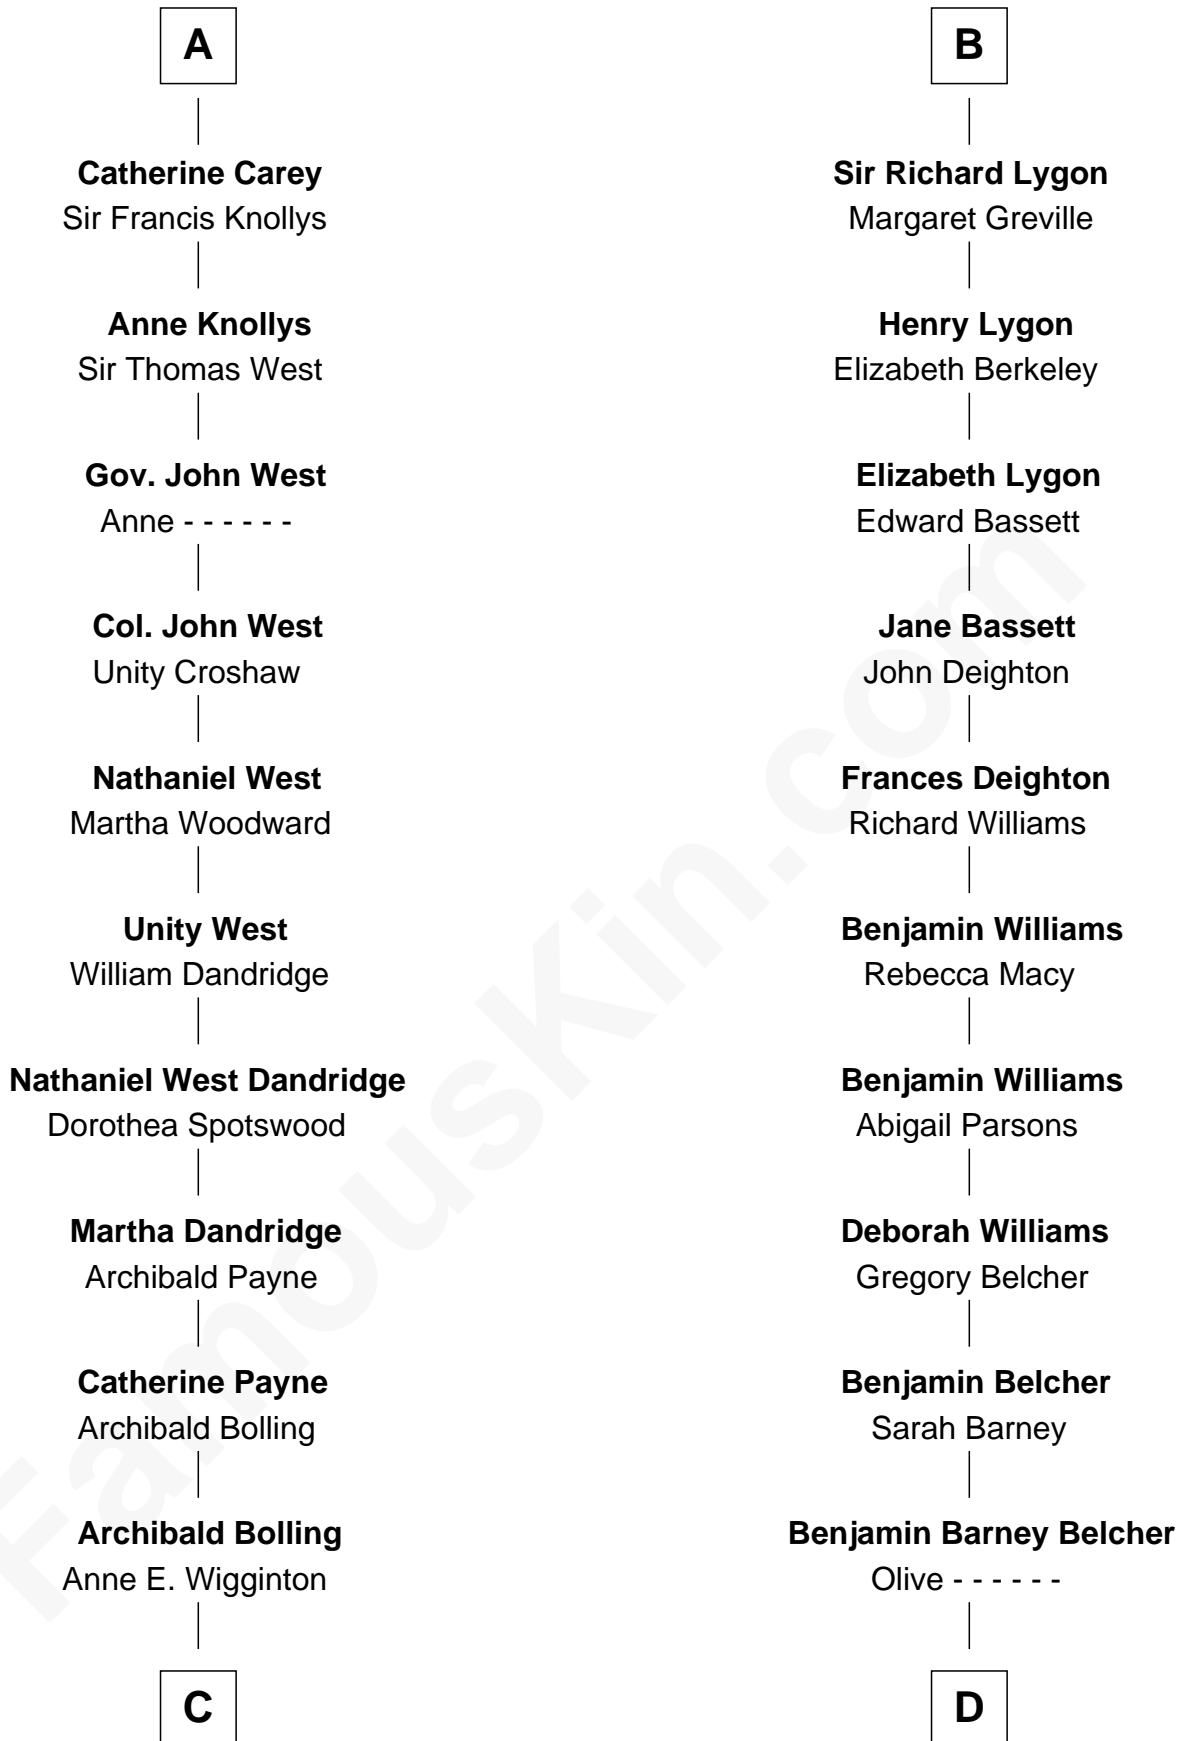 A
Catherine Carey
Sir Francis Knollys
Anne Knollys
Sir Thomas West
Gov. John West
Anne - - - - - -
Col. John West
Unity Croshaw
Nathaniel West
Martha Woodward
Unity West
William Dandridge
Nathaniel West Dandridge
Dorothea Spotswood
Martha Dandridge
Archibald Payne
Catherine Payne
Archibald Bolling
Archibald Bolling
Anne E. Wigginton
C
B
Sir Richard Lygon
Margaret Greville
Henry Lygon
Elizabeth Berkeley
Elizabeth Lygon
Edward Bassett
Jane Bassett
John Deighton
Frances Deighton
Richard Williams
Benjamin Williams
Rebecca Macy
Benjamin Williams
Abigail Parsons
Deborah Williams
Gregory Belcher
Benjamin Belcher
Sarah Barney
Benjamin Barney Belcher
Olive - - - - - -
D
FamousKin.com